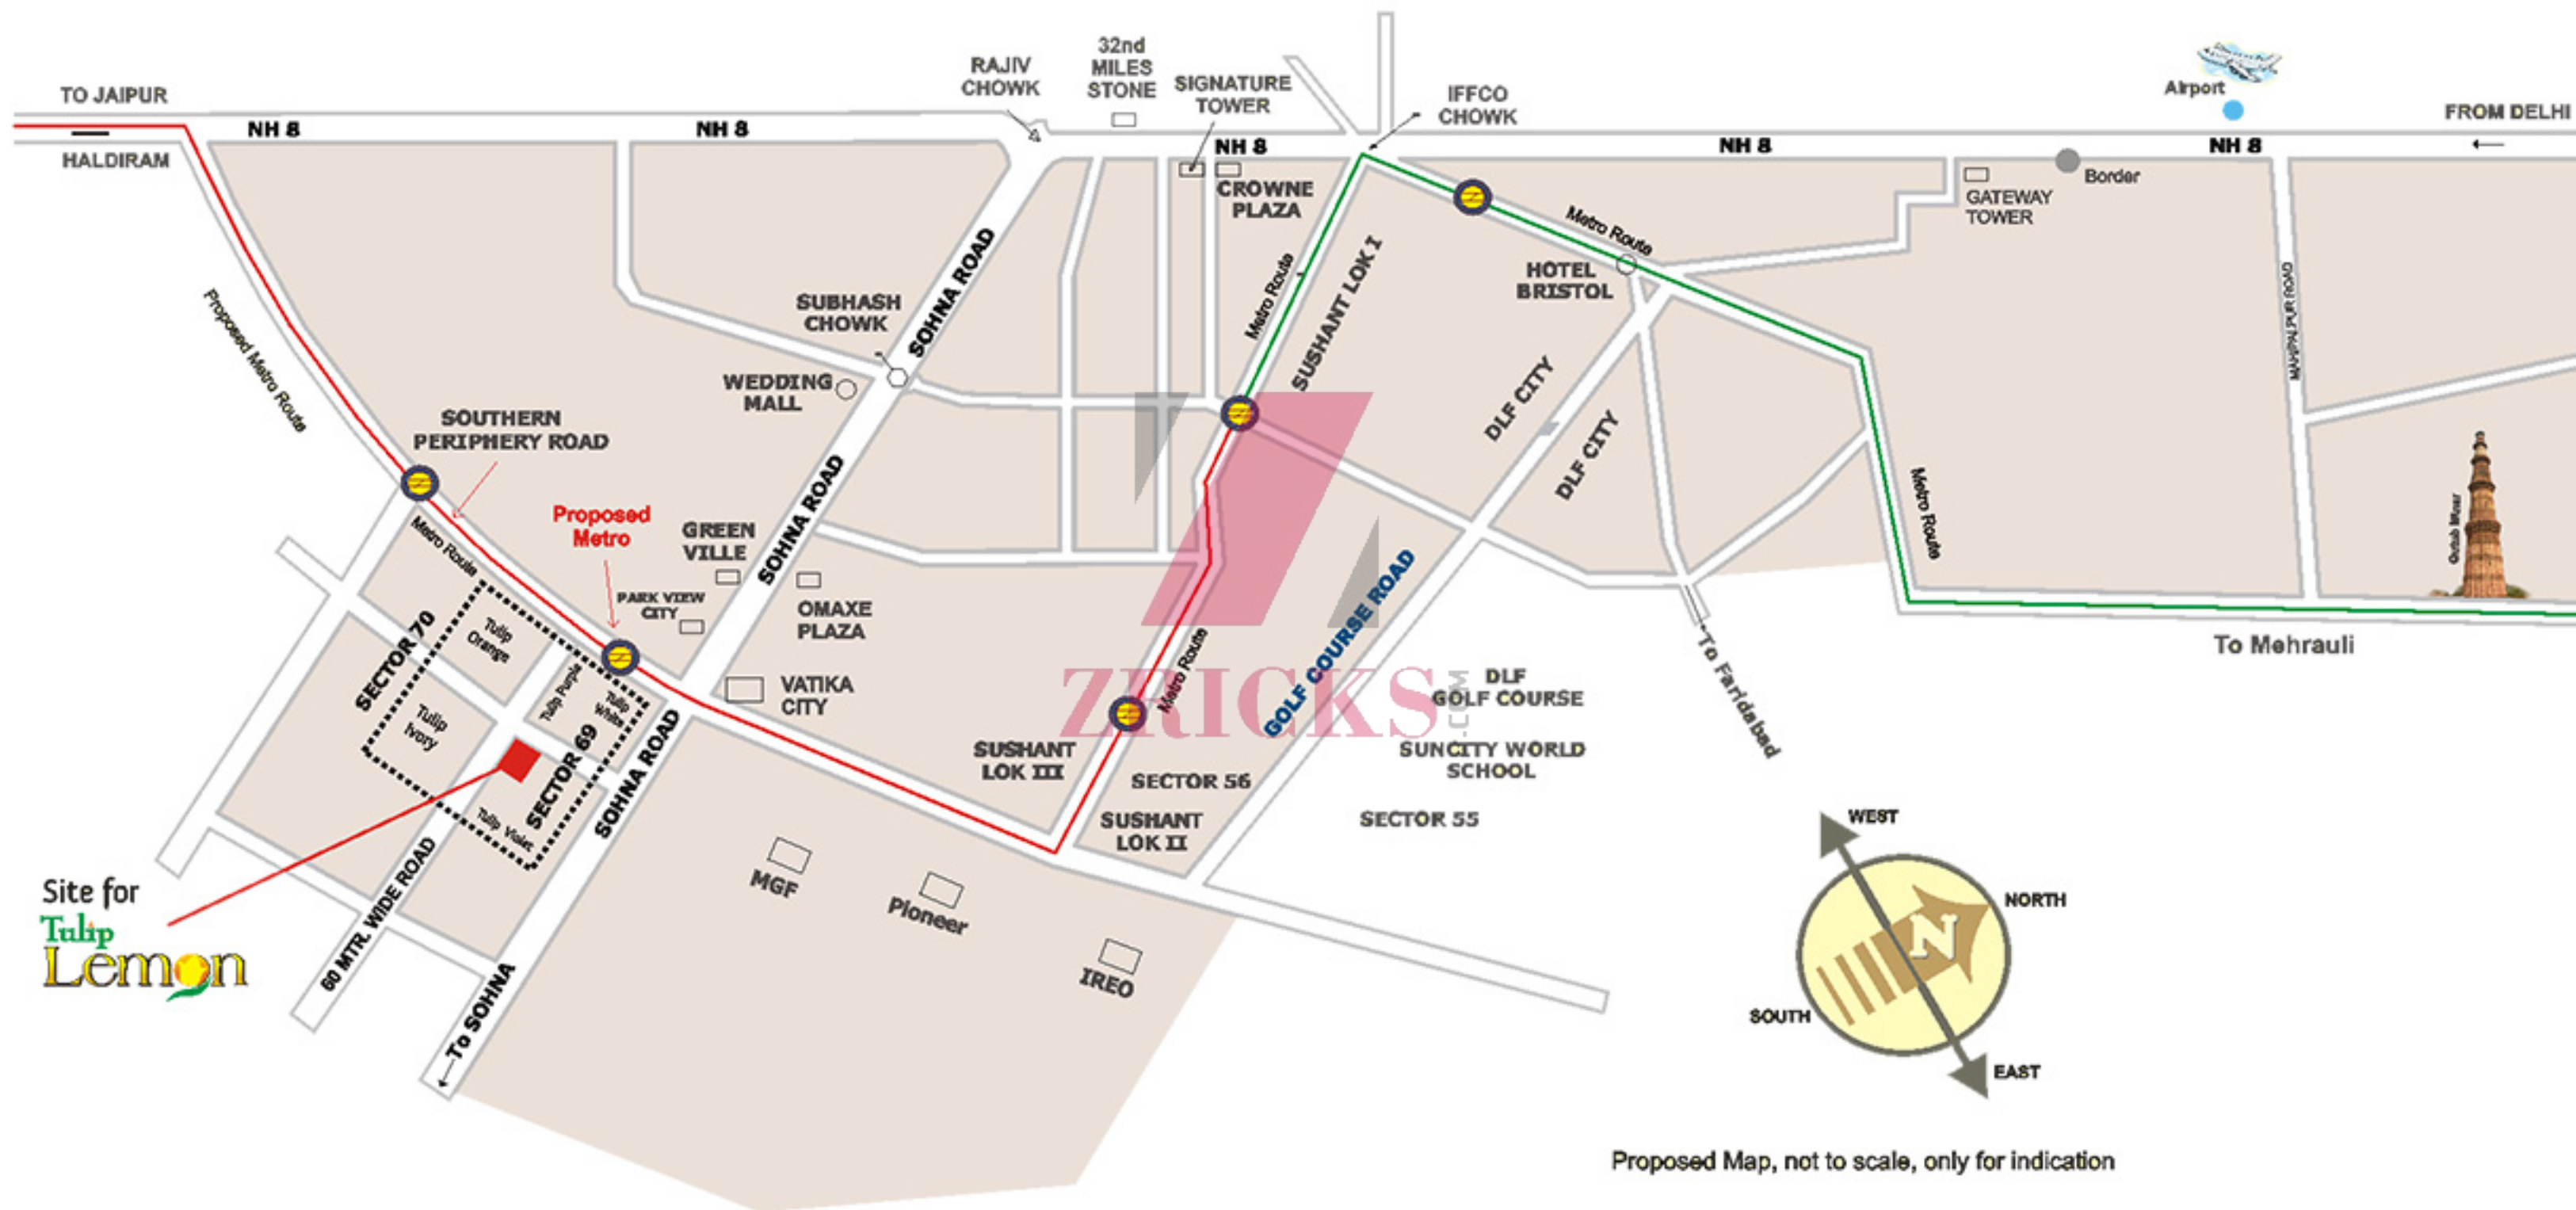 TO JAIPUR
HALDIRAM
NH 8
NH 8
RAJIV
CHOWK
32nd
MILES
STONE
SIGNATURE
TOWER
NH 8
CROWNE
PLAZA
IFFCO
CHOWK
NH 8
Airport
FROM DELHI
NH 8
Border
GATEWAY
TOWER
Metro Route
HOTEL
BRISTOL
MAHIPALPUR ROAD
Metro Route
SUSHANT LOK I
SOHNA ROAD
SUBHASH
CHOWK
WEDDING
MALL
Proposed Metro Route
SOUTHERN
PERIPHERY ROAD
DLF CITY
DLF CITY
Metro Route
Qutub Minar
SOHNA ROAD
Proposed
Metro
GREEN
VILLE
Metro Route
PARK VIEW
CITY
OMAXE
PLAZA
SECTOR 70
Tulip
Orange
Tulip Purple
Tulip
White
Tulip
Ivory
VATIKA
CITY
Metro Route
GOLF COURSE ROAD
ZRICKS
.COM
DLF
GOLF COURSE
SUNCITY WORLD
SCHOOL
SECTOR 55
To Faridabad
To Mehrauli
SUSHANT
LOK III
SECTOR 56
SUSHANT
LOK II
SECTOR 69
SOHNA ROAD
Tulip Violet
60 MTR. WIDE ROAD
To SOHNA
MGF
Pioneer
IREO
Site for
Tulip
Lemon
WEST
NORTH
N
SOUTH
EAST
Proposed Map, not to scale, only for indication